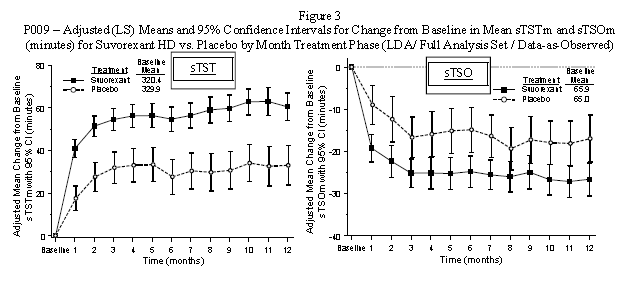 Figure 3
P009 – Adjusted (LS) Means and 95% Confidence Intervals for Change from Baseline in Mean sTSTm and sTSOm
(minutes) for Suvorexant HD vs. Placebo by Month Treatment Phase (LDA/ Full Analysis Set / Data-as-Observed)
Adjusted Mean Change from Baseline
sTSTm with 95% CI (minutes)
80
60
40
20
0
Treatment Baseline Mean
Suorexant 320.4
Placebo 329.9
sTST
Baseline 1 2 3 4 5 6 7 8 9 10 11 12
Time (months)
Adjusted Mean Change from Baseline
sTSOm with 95% CI (minutes)
0
-10
-20
-30
-40
sTSO
Treatment Baseline Mean
Suorexant 65.9
Placebo 65.0
Baseline 1 2 3 4 5 6 7 8 9 10 11 12
Time (months)